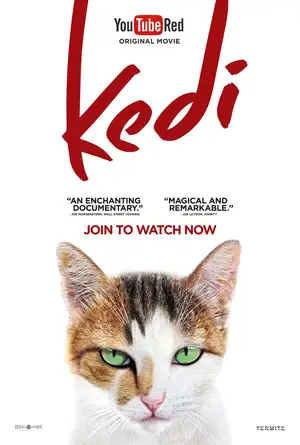 YouTube Red
ORIGINAL MOVIE
Kedi
"AN ENCHANTING
DOCUMENTARY."
- JOE MORGENSTERN, WALL STREET JOURNAL
"MAGICAL AND
REMARKABLE."
- JOE LEYDON, VARIETY
JOIN TO WATCH NOW
TERMITE